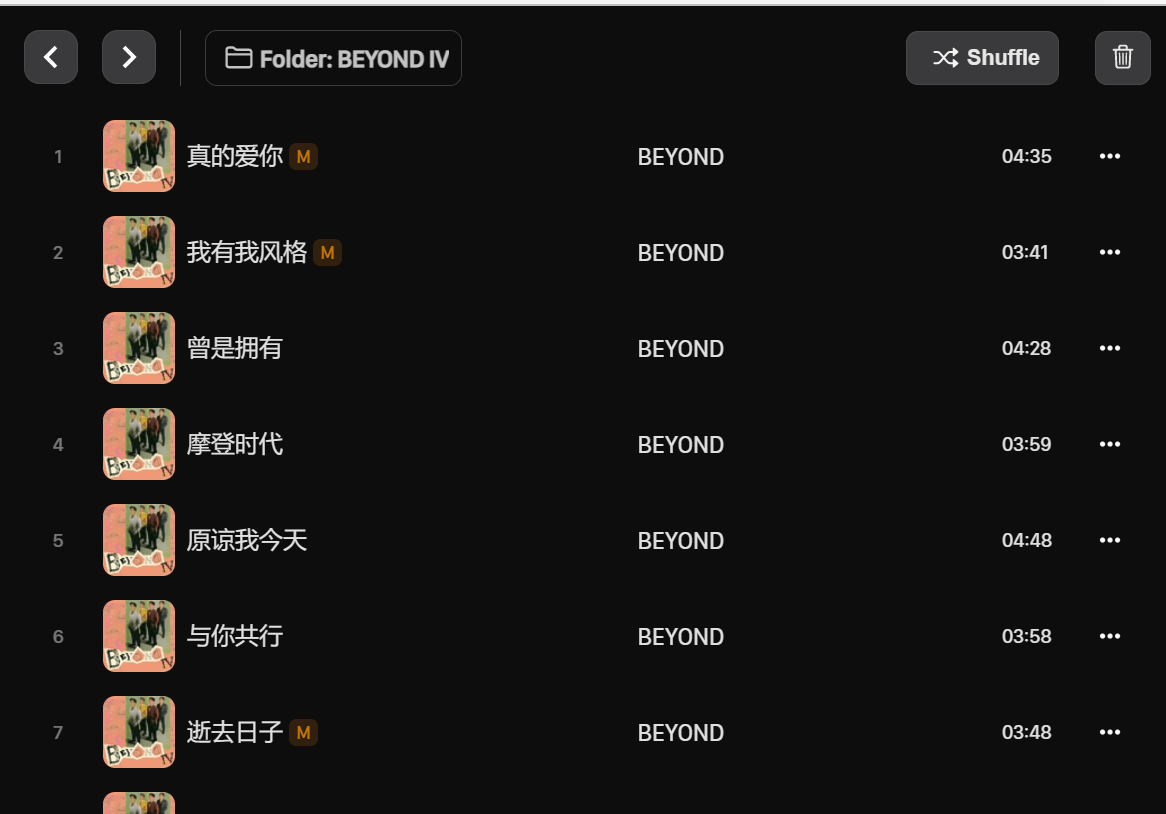 Folder: BEYOND IV
Shuffle
1 真的爱你 M BEYOND 04:35 •••
2 我有我风格 M BEYOND 03:41 •••
3 曾是拥有 BEYOND 04:28 •••
4 摩登时代 BEYOND 03:59 •••
5 原谅我今天 BEYOND 04:48 •••
6 与你共行 BEYOND 03:58 •••
7 逝去日子 M BEYOND 03:48 •••